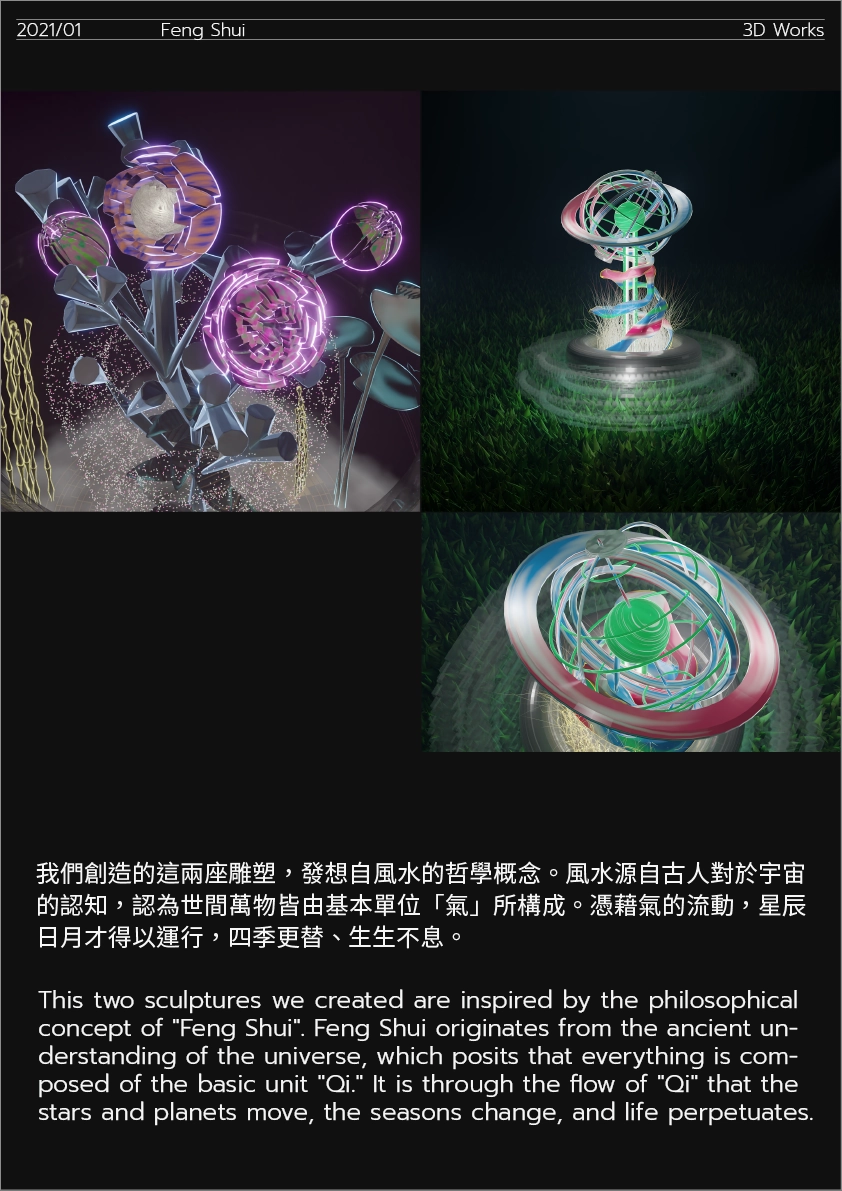 2021/01 Feng Shui 3D Works
我們創造的這兩座雕塑，發想自風水的哲學概念。風水源自古人對於宇宙
的認知，認為世間萬物皆由基本單位「氣」所構成。憑藉氣的流動，星辰
日月才得以運行，四季更替、生生不息。
This two sculptures we created are inspired by the philosophical
concept of "Feng Shui". Feng Shui originates from the ancient un-
derstanding of the universe, which posits that everything is com-
posed of the basic unit "Qi." It is through the flow of "Qi" that the
stars and planets move, the seasons change, and life perpetuates.